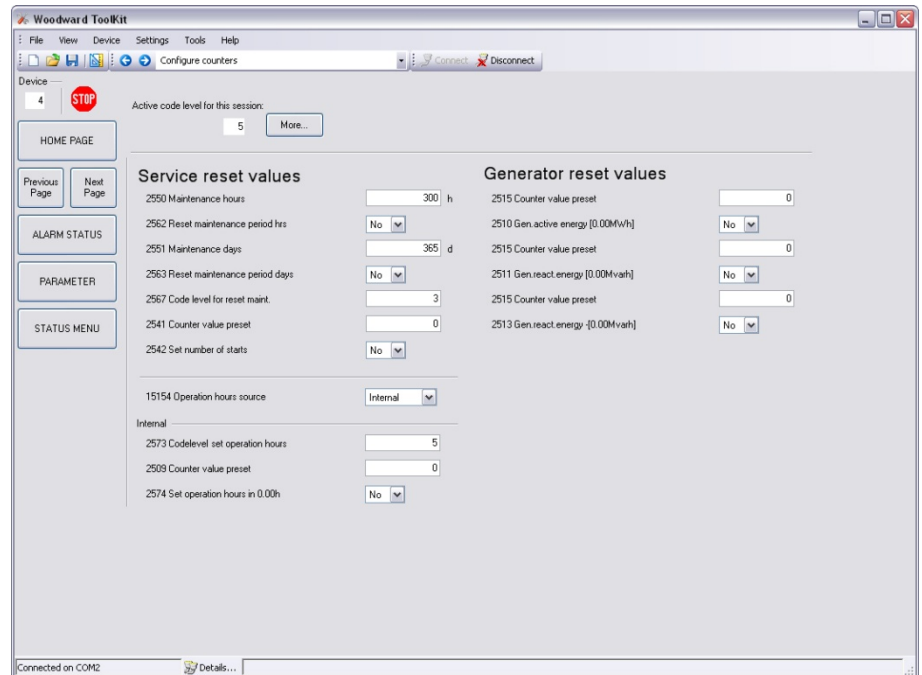 Woodward ToolKit
File View Device Settings Tools Help
Configure counters Connect Disconnect
Device
4 STOP
Active code level for this session:
5 More...
HOME PAGE
Previous Page
Next Page
ALARM STATUS
PARAMETER
STATUS MENU
Service reset values
2550 Maintenance hours 300 h
2562 Reset maintenance period hrs No
2551 Maintenance days 365 d
2563 Reset maintenance period days No
2567 Code level for reset maint. 3
2541 Counter value preset 0
2542 Set number of starts No
15154 Operation hours source Internal
Internal
2573 Codelevel set operation hours 5
2509 Counter value preset 0
2574 Set operation hours in 0.00h No
Generator reset values
2515 Counter value preset 0
2510 Gen.active energy [0.00MWh] No
2515 Counter value preset 0
2511 Gen.react.energy [0.00Mvarh] No
2515 Counter value preset 0
2513 Gen.react.energy -[0.00Mvarh] No
Connected on COM2 Details...